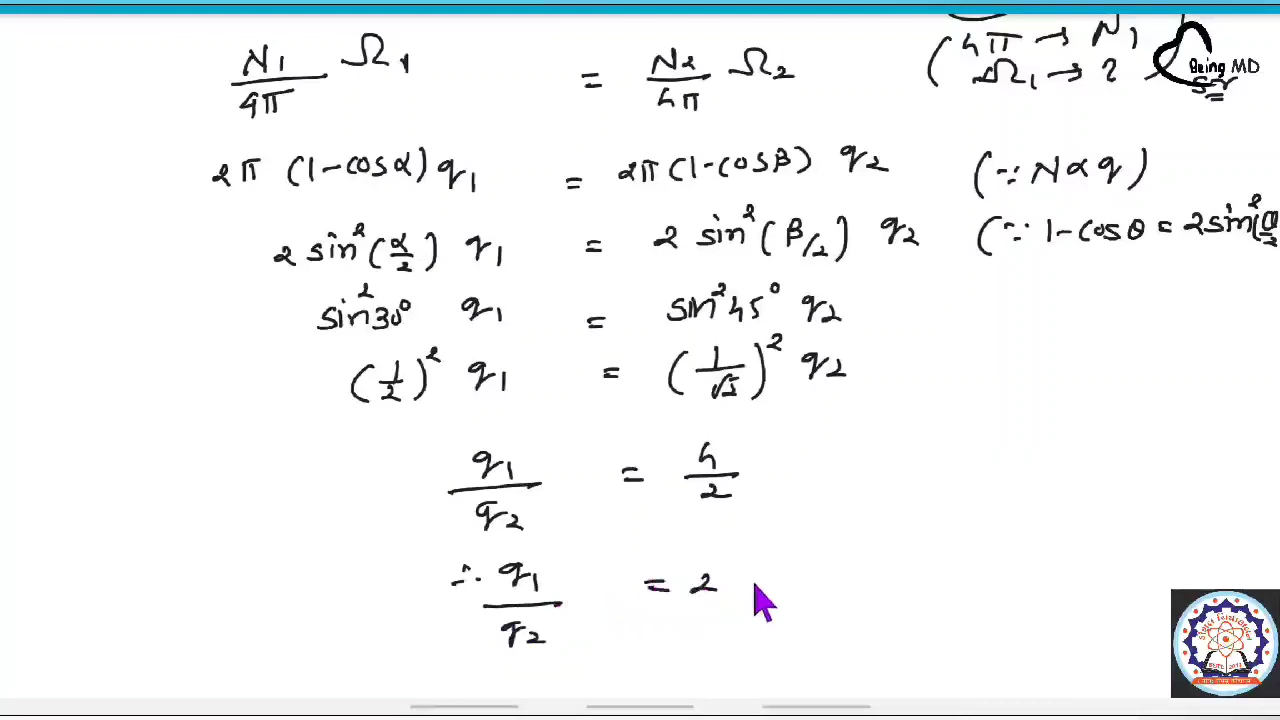 (4π → N1
Ω1 → ?
Being MD
N1/4π Ω1 = N2/4π Ω2
2π (1-cosα) q1 = 2π (1-cosβ) q2 (∵ N α q)
2 sin²(α/2) q1 = 2 sin²(β/2) q2 (∵ 1-cosθ = 2sin²(θ/2
sin²30° q1 = sin²45° q2
(1/2)² q1 = (1/√2)² q2
q1/q2 = 4/2
∴ q1/q2 = 2